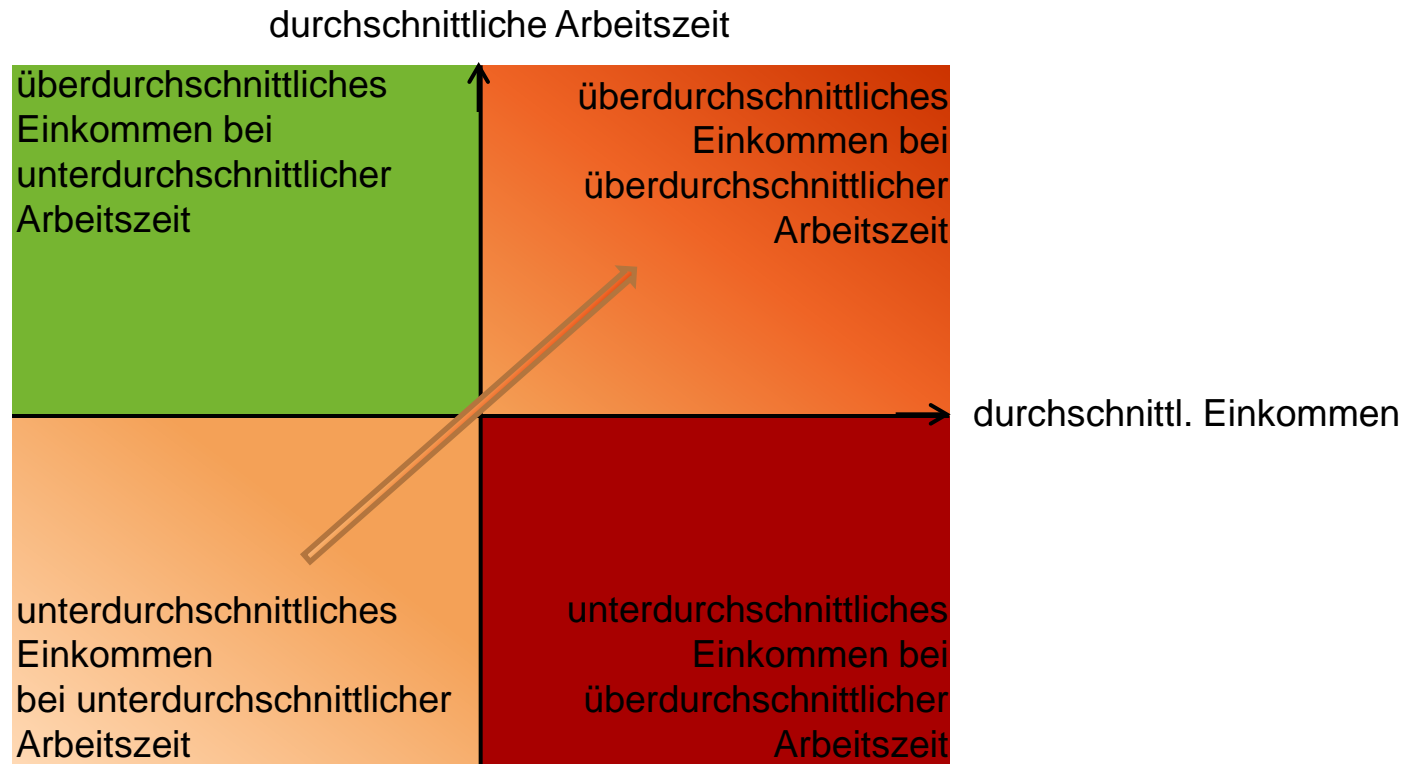 durchschnittliche Arbeitszeit
überdurchschnittliches
Einkommen bei
unterdurchschnittlicher
Arbeitszeit
überdurchschnittliches
Einkommen bei
überdurchschnittlicher
Arbeitszeit
durchschnittl. Einkommen
unterdurchschnittliches
Einkommen
bei unterdurchschnittlicher
Arbeitszeit
unterdurchschnittliches
Einkommen bei
überdurchschnittlicher
Arbeitszeit